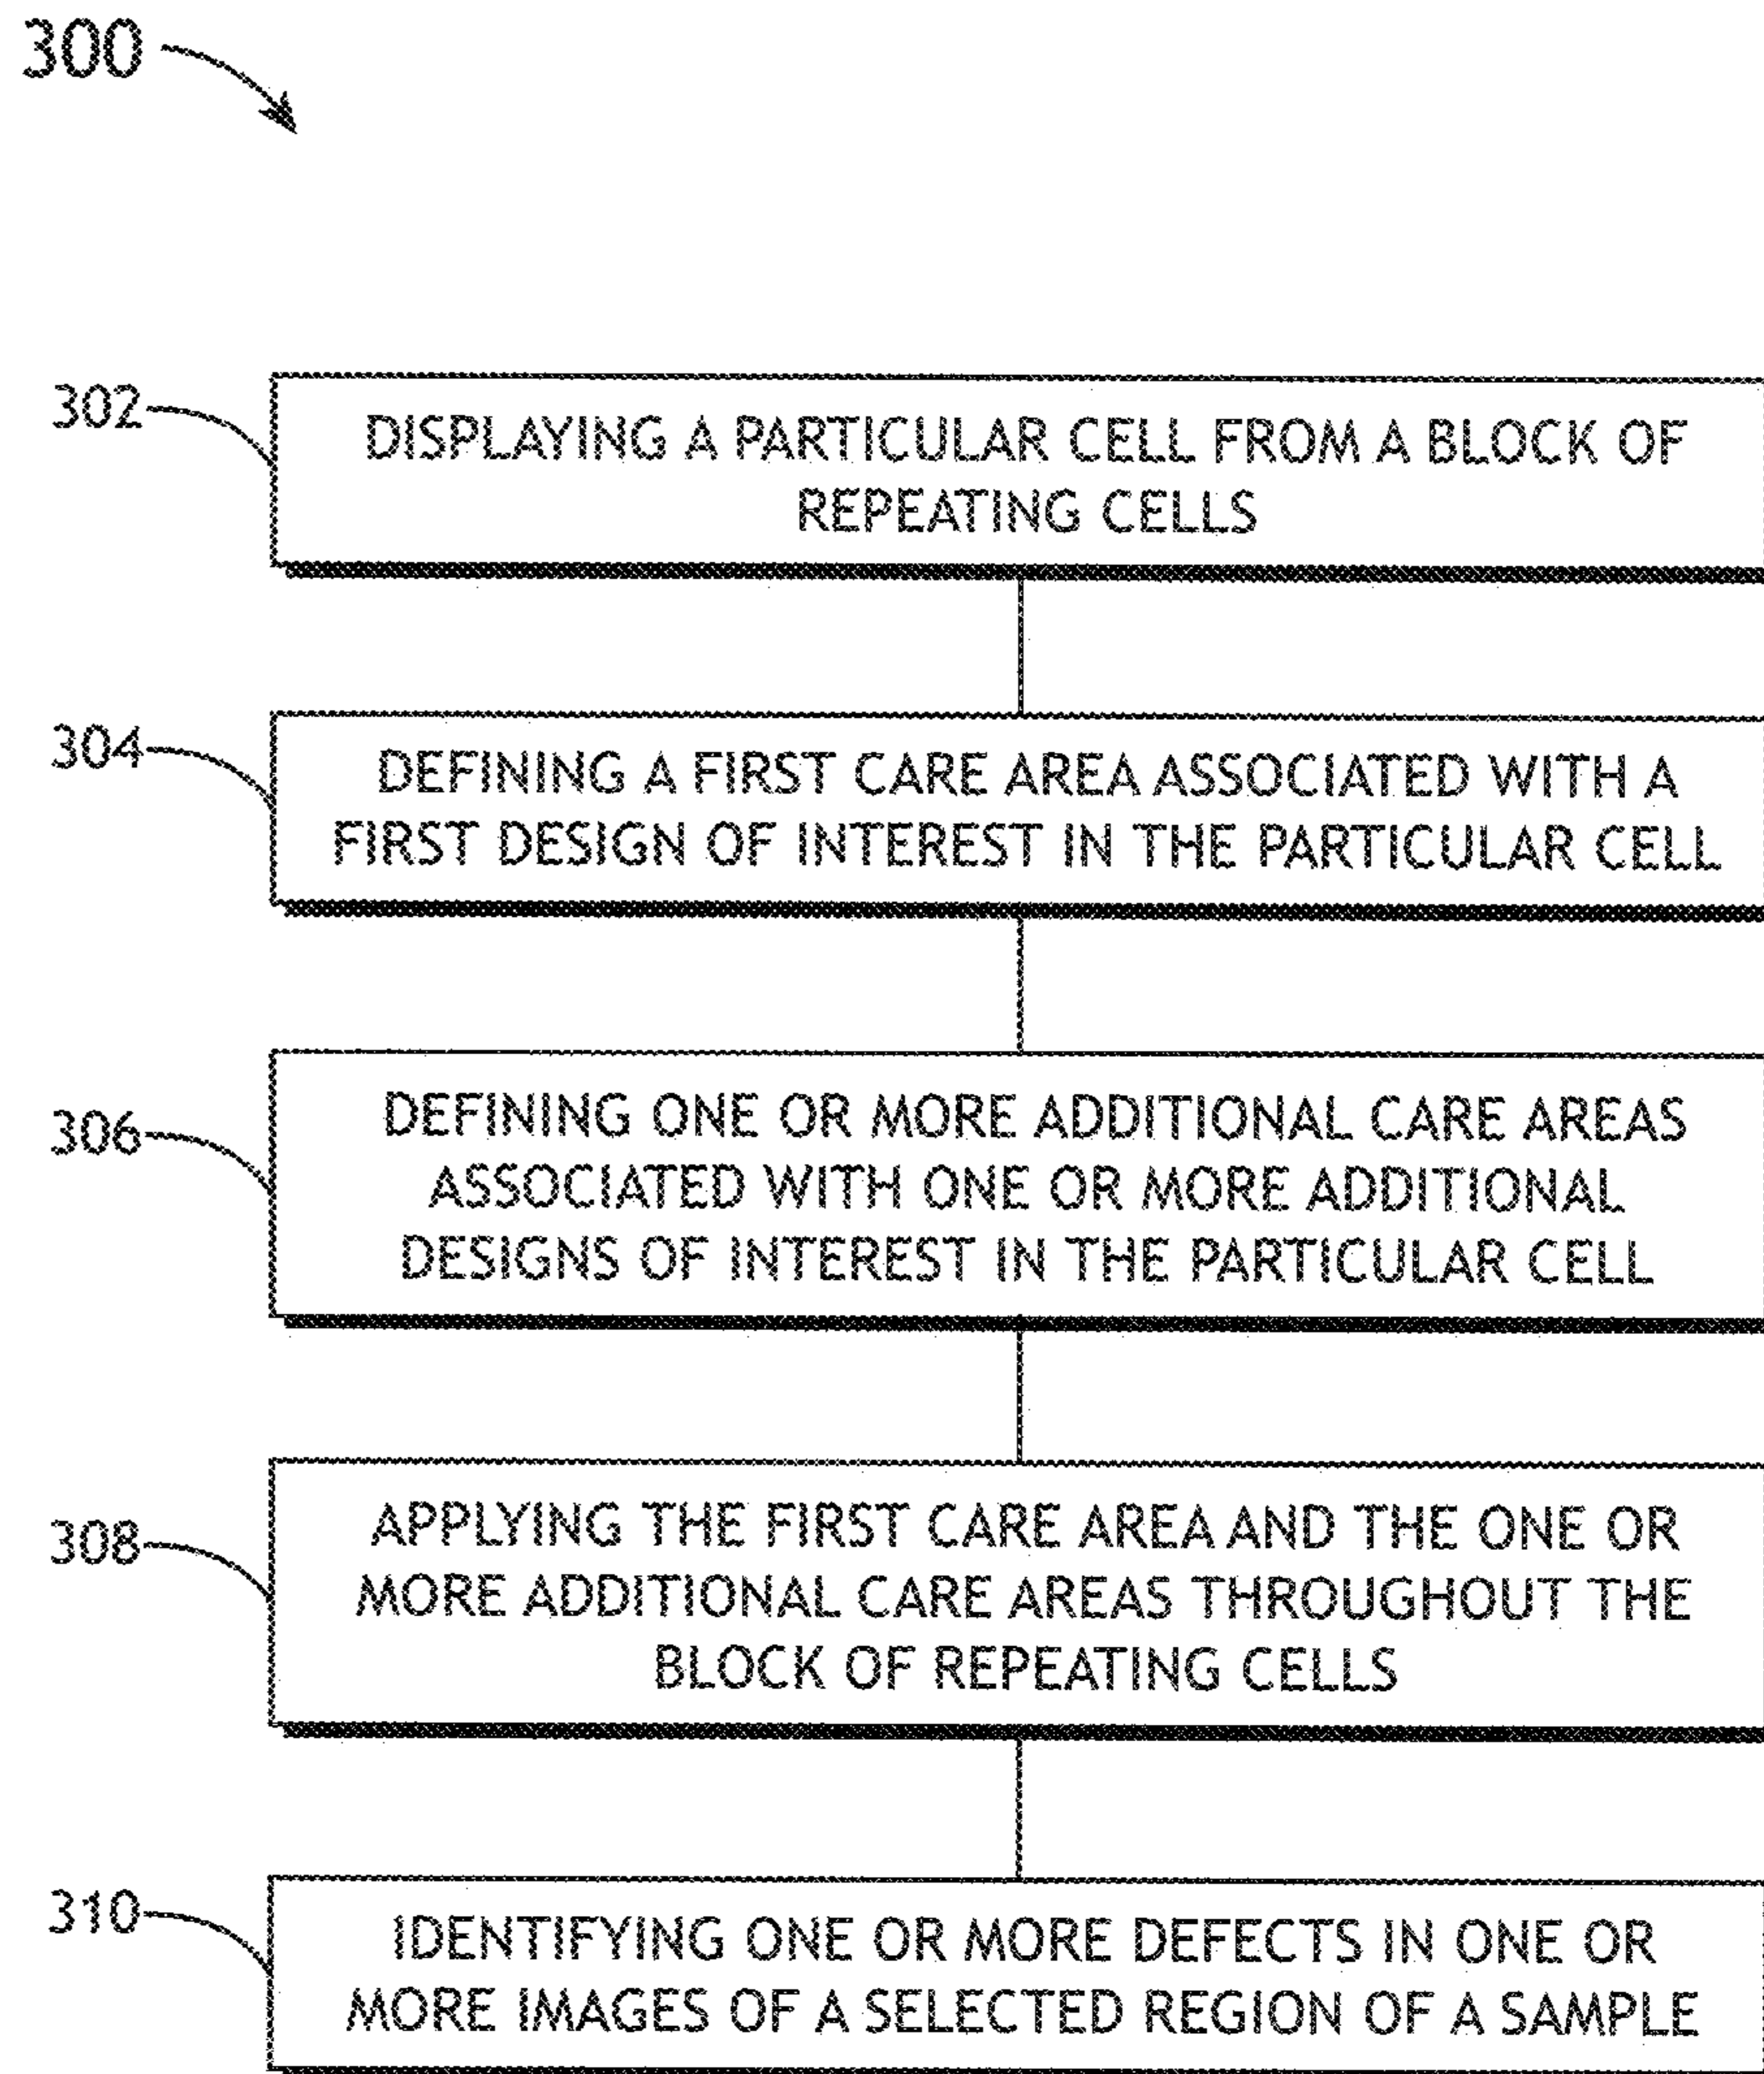 300
302
DISPLAYING A PARTICULAR CELL FROM A BLOCK OF
REPEATING CELLS
304
DEFINING A FIRST CARE AREA ASSOCIATED WITH A
FIRST DESIGN OF INTEREST IN THE PARTICULAR CELL
306
DEFINING ONE OR MORE ADDITIONAL CARE AREAS
ASSOCIATED WITH ONE OR MORE ADDITIONAL
DESIGNS OF INTEREST IN THE PARTICULAR CELL
308
APPLYING THE FIRST CARE AREA AND THE ONE OR
MORE ADDITIONAL CARE AREAS THROUGHOUT THE
BLOCK OF REPEATING CELLS
310
IDENTIFYING ONE OR MORE DEFECTS IN ONE OR
MORE IMAGES OF A SELECTED REGION OF A SAMPLE